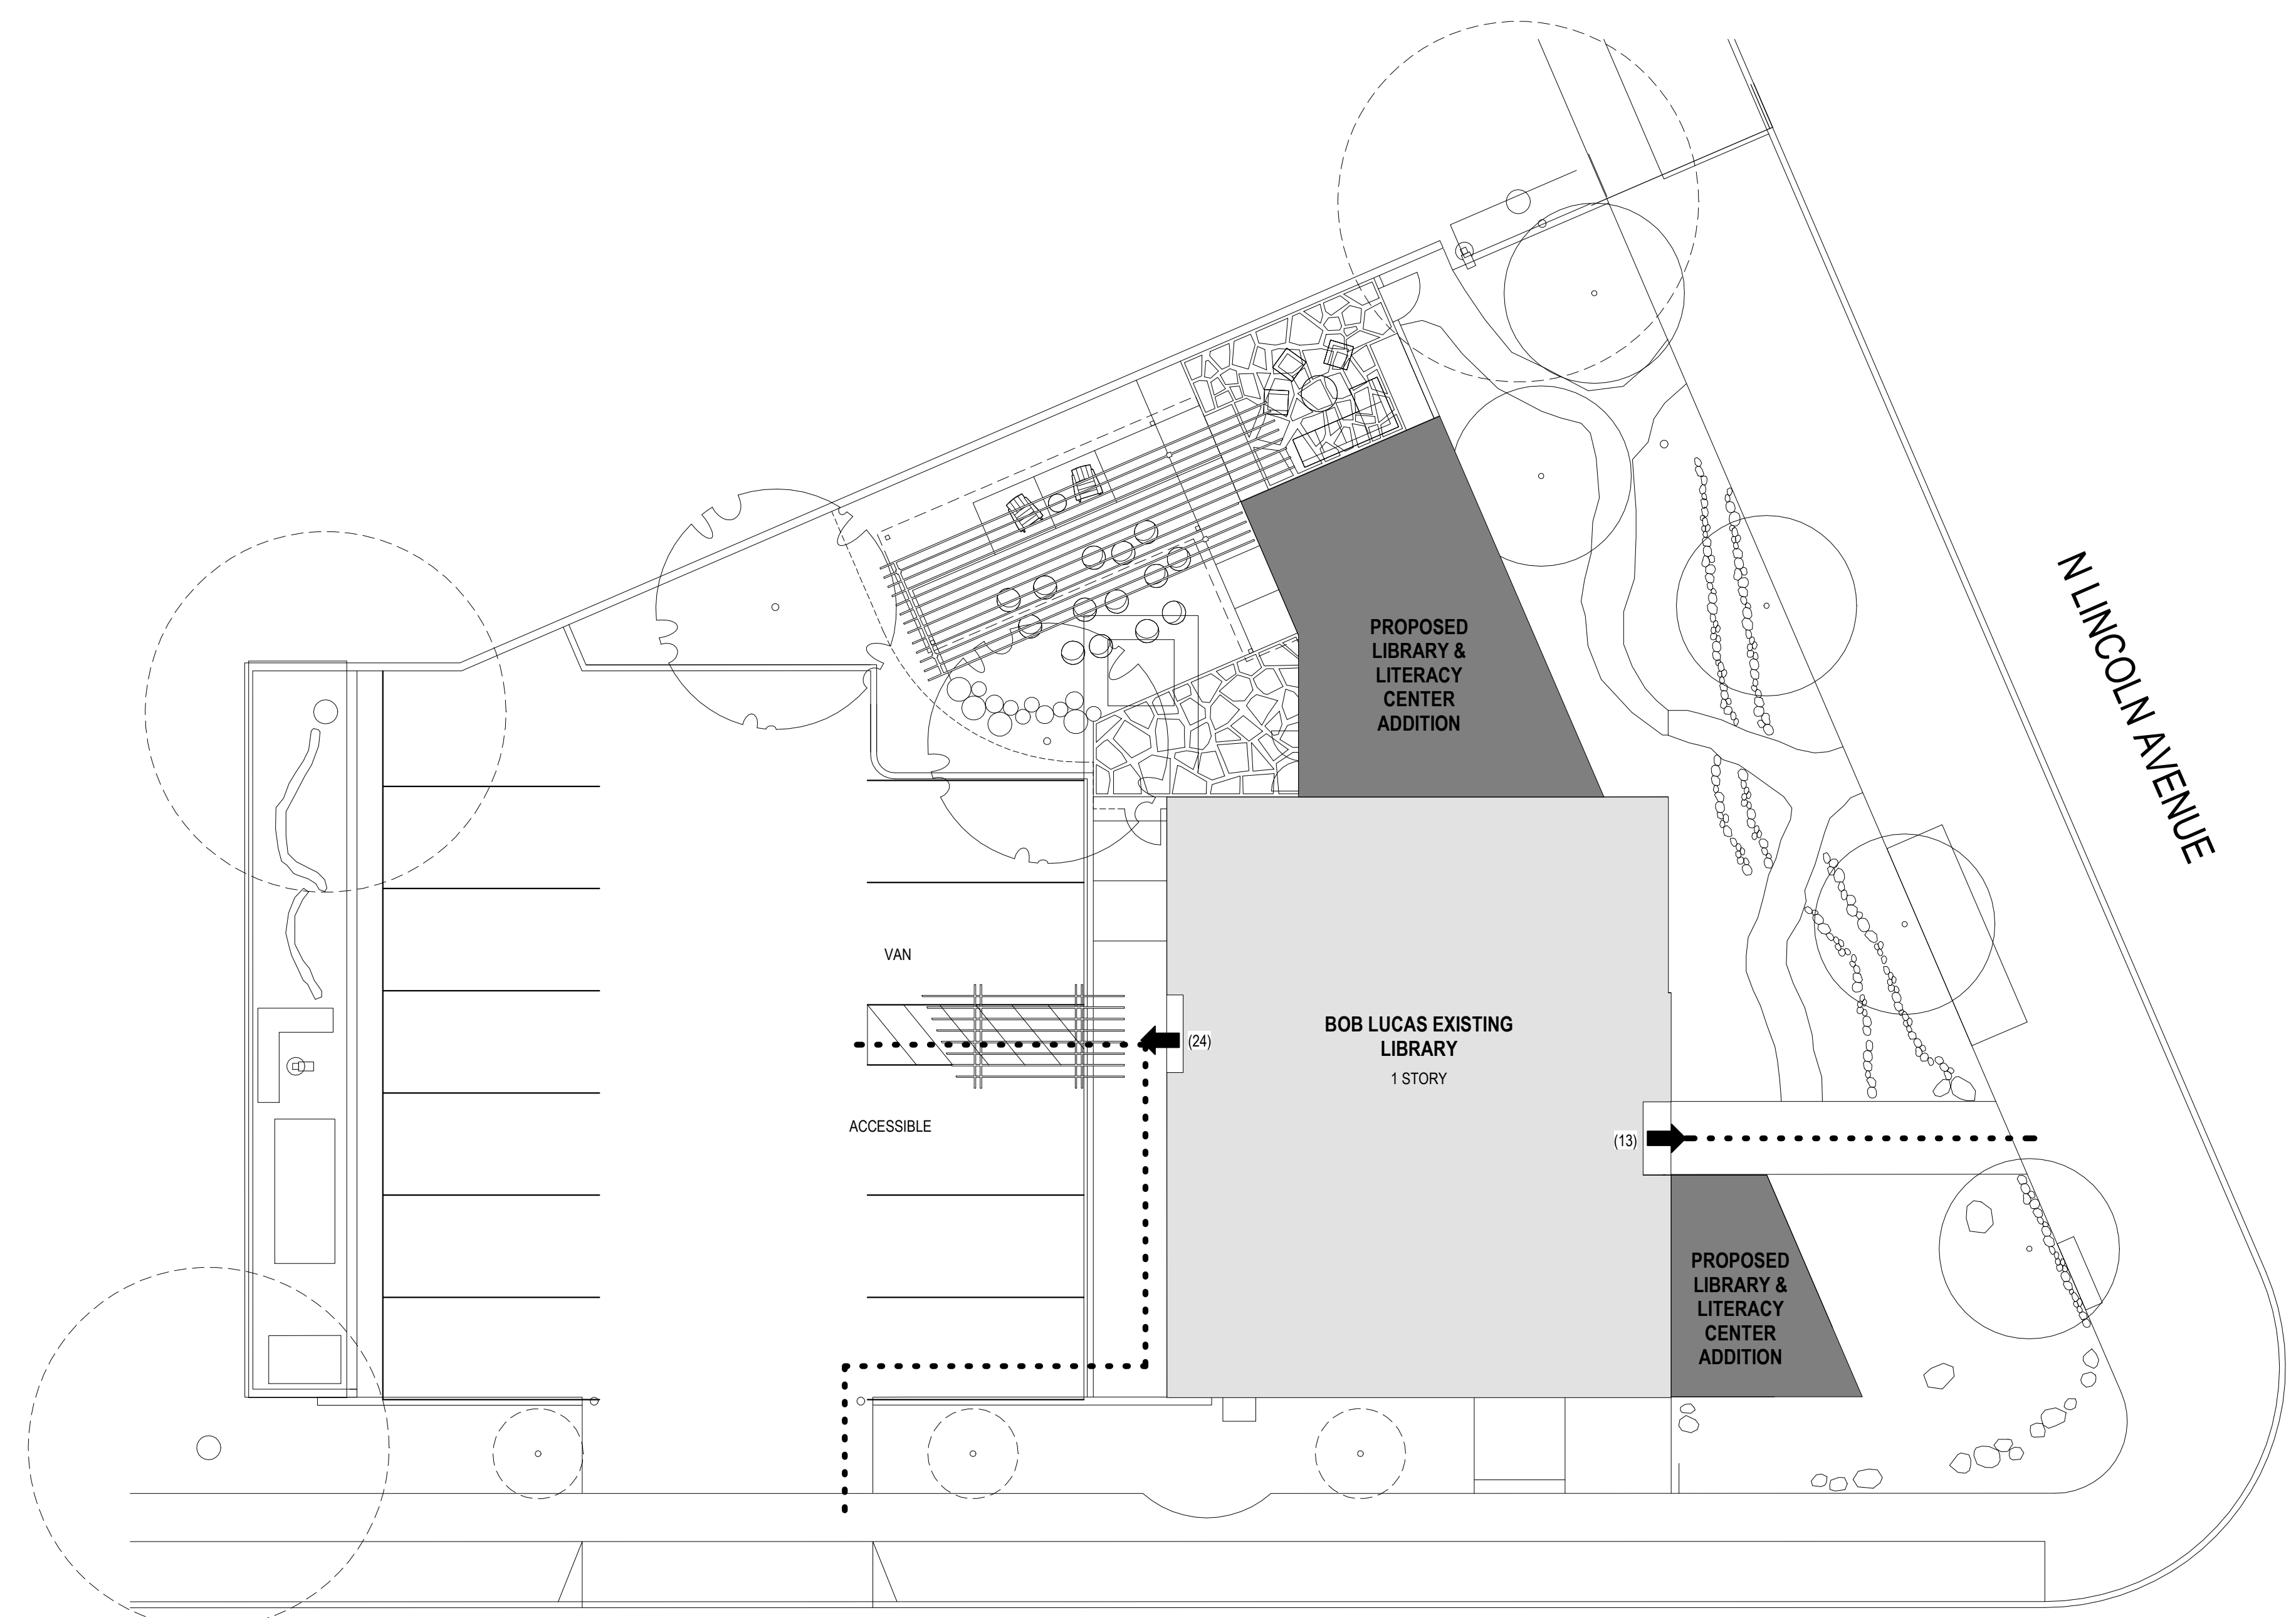 PROPOSED
LIBRARY &
LITERACY
CENTER
ADDITION
N LINCOLN AVENUE
VAN
(24)
BOB LUCAS EXISTING
LIBRARY
1 STORY
ACCESSIBLE
(13)
PROPOSED
LIBRARY &
LITERACY
CENTER
ADDITION